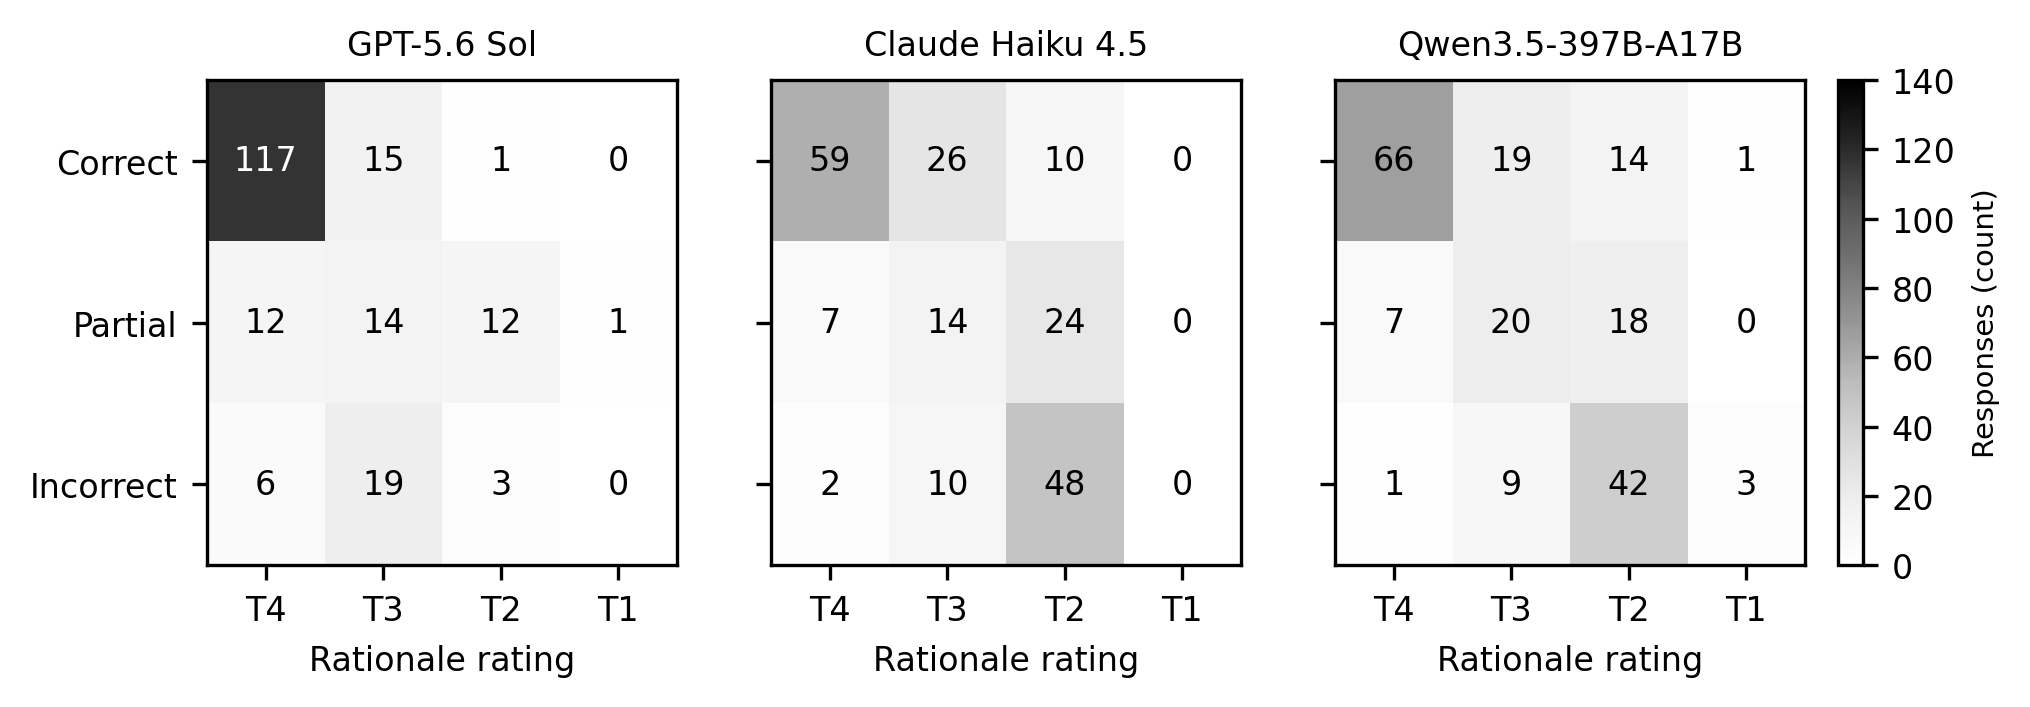 GPT-5.6 Sol
Claude Haiku 4.5
Qwen3.5-397B-A17B
Correct
Partial
Incorrect
117 15 1 0
12 14 12 1
6 19 3 0
T4 T3 T2 T1
Rationale rating
59 26 10 0
7 14 24 0
2 10 48 0
T4 T3 T2 T1
Rationale rating
66 19 14 1
7 20 18 0
1 9 42 3
T4 T3 T2 T1
Rationale rating
140
120
100
80
60
40
20
0
Responses (count)